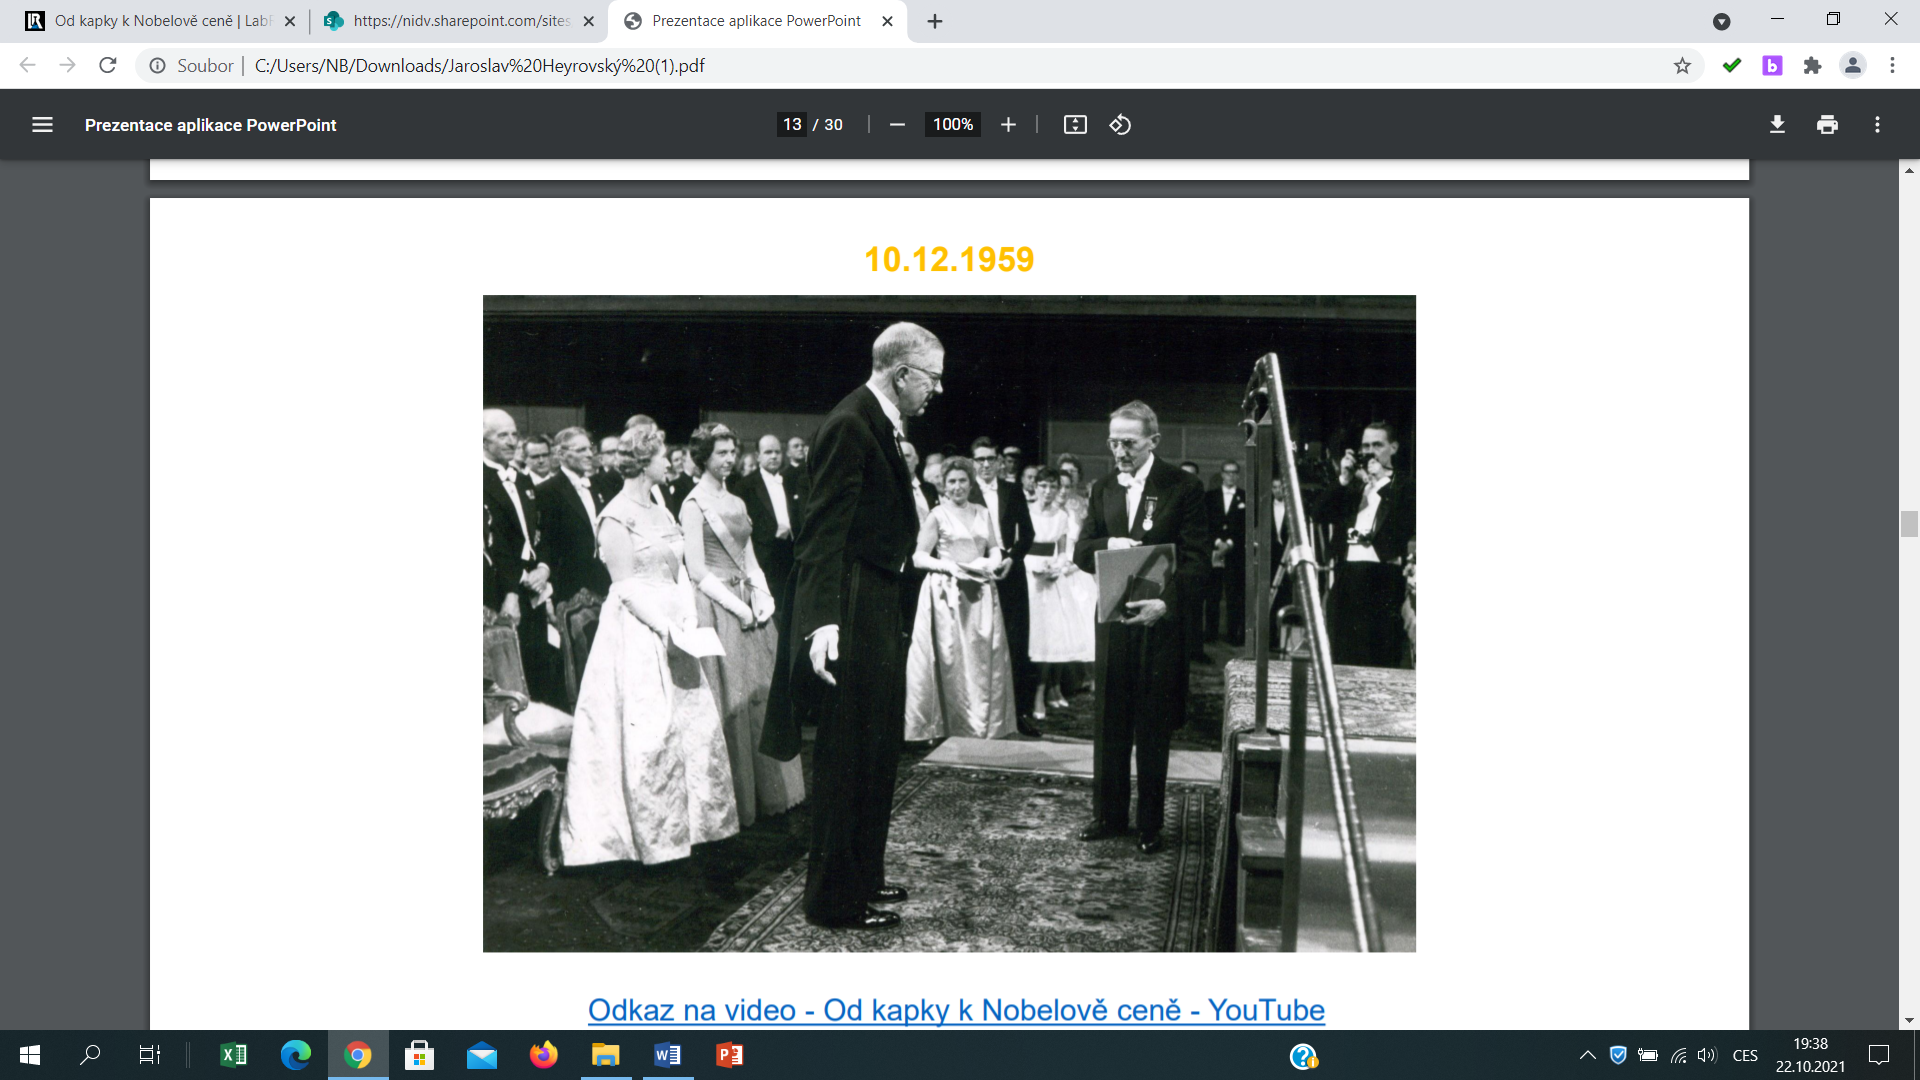 Od kapky k Nobelově ceně | LabR
https://nidv.sharepoint.com/sites
Prezentace aplikace PowerPoint
Soubor
C:/Users/NB/Downloads/Jaroslav%20Heyrovský%20(1).pdf
Prezentace aplikace PowerPoint
13 / 30
100%
10.12.1959
Odkaz na video - Od kapky k Nobelově ceně - YouTube
CES
19:38
22.10.2021